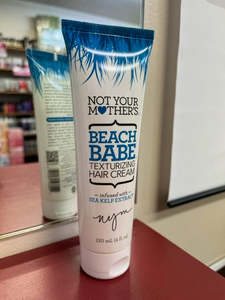 NOT YOUR
MOTHER'S
BEACH
BABE
TEXTURIZING
HAIR CREAM
infused with
SEA KELP EXTRACT
nym